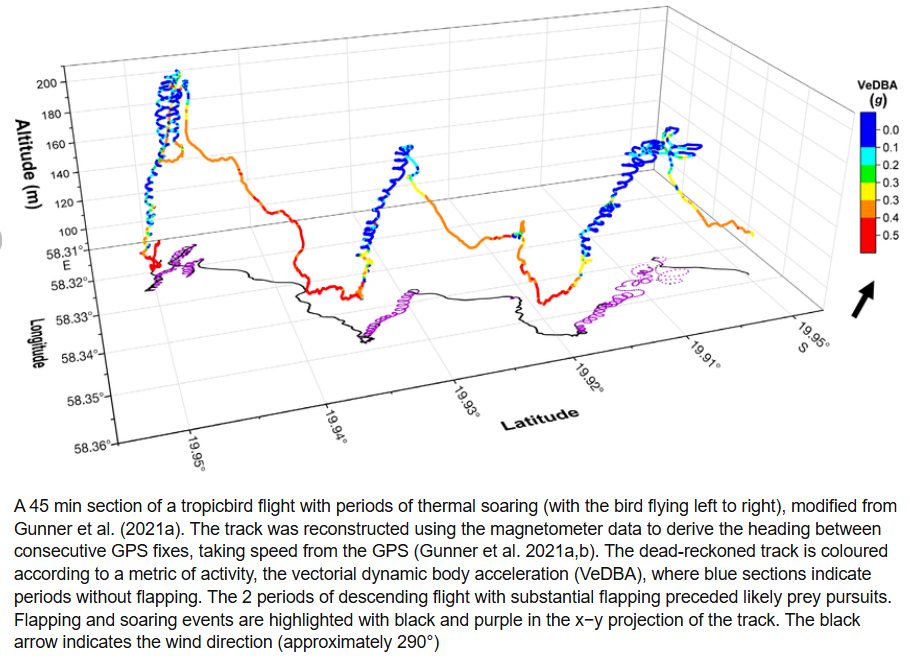 VeDBA
(g)
0.0
0.1
0.2
0.3
0.3
0.4
0.5
Altitude (m)
200
180
160
140
120
100
58.31°
E
58.32°
58.33°
58.34°
58.35°
58.36°
Longitude
19.95°
19.94°
19.93°
19.92°
19.91°
19.95°
S
Latitude
A 45 min section of a tropicbird flight with periods of thermal soaring (with the bird flying left to right), modified from
Gunner et al. (2021a). The track was reconstructed using the magnetometer data to derive the heading between
consecutive GPS fixes, taking speed from the GPS (Gunner et al. 2021a,b). The dead-reckoned track is coloured
according to a metric of activity, the vectorial dynamic body acceleration (VeDBA), where blue sections indicate
periods without flapping. The 2 periods of descending flight with substantial flapping preceded likely prey pursuits.
Flapping and soaring events are highlighted with black and purple in the x−y projection of the track. The black
arrow indicates the wind direction (approximately 290°)